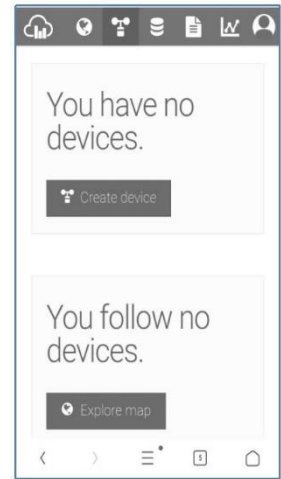 You have no
devices.
Create device
You follow no
devices.
Explore map